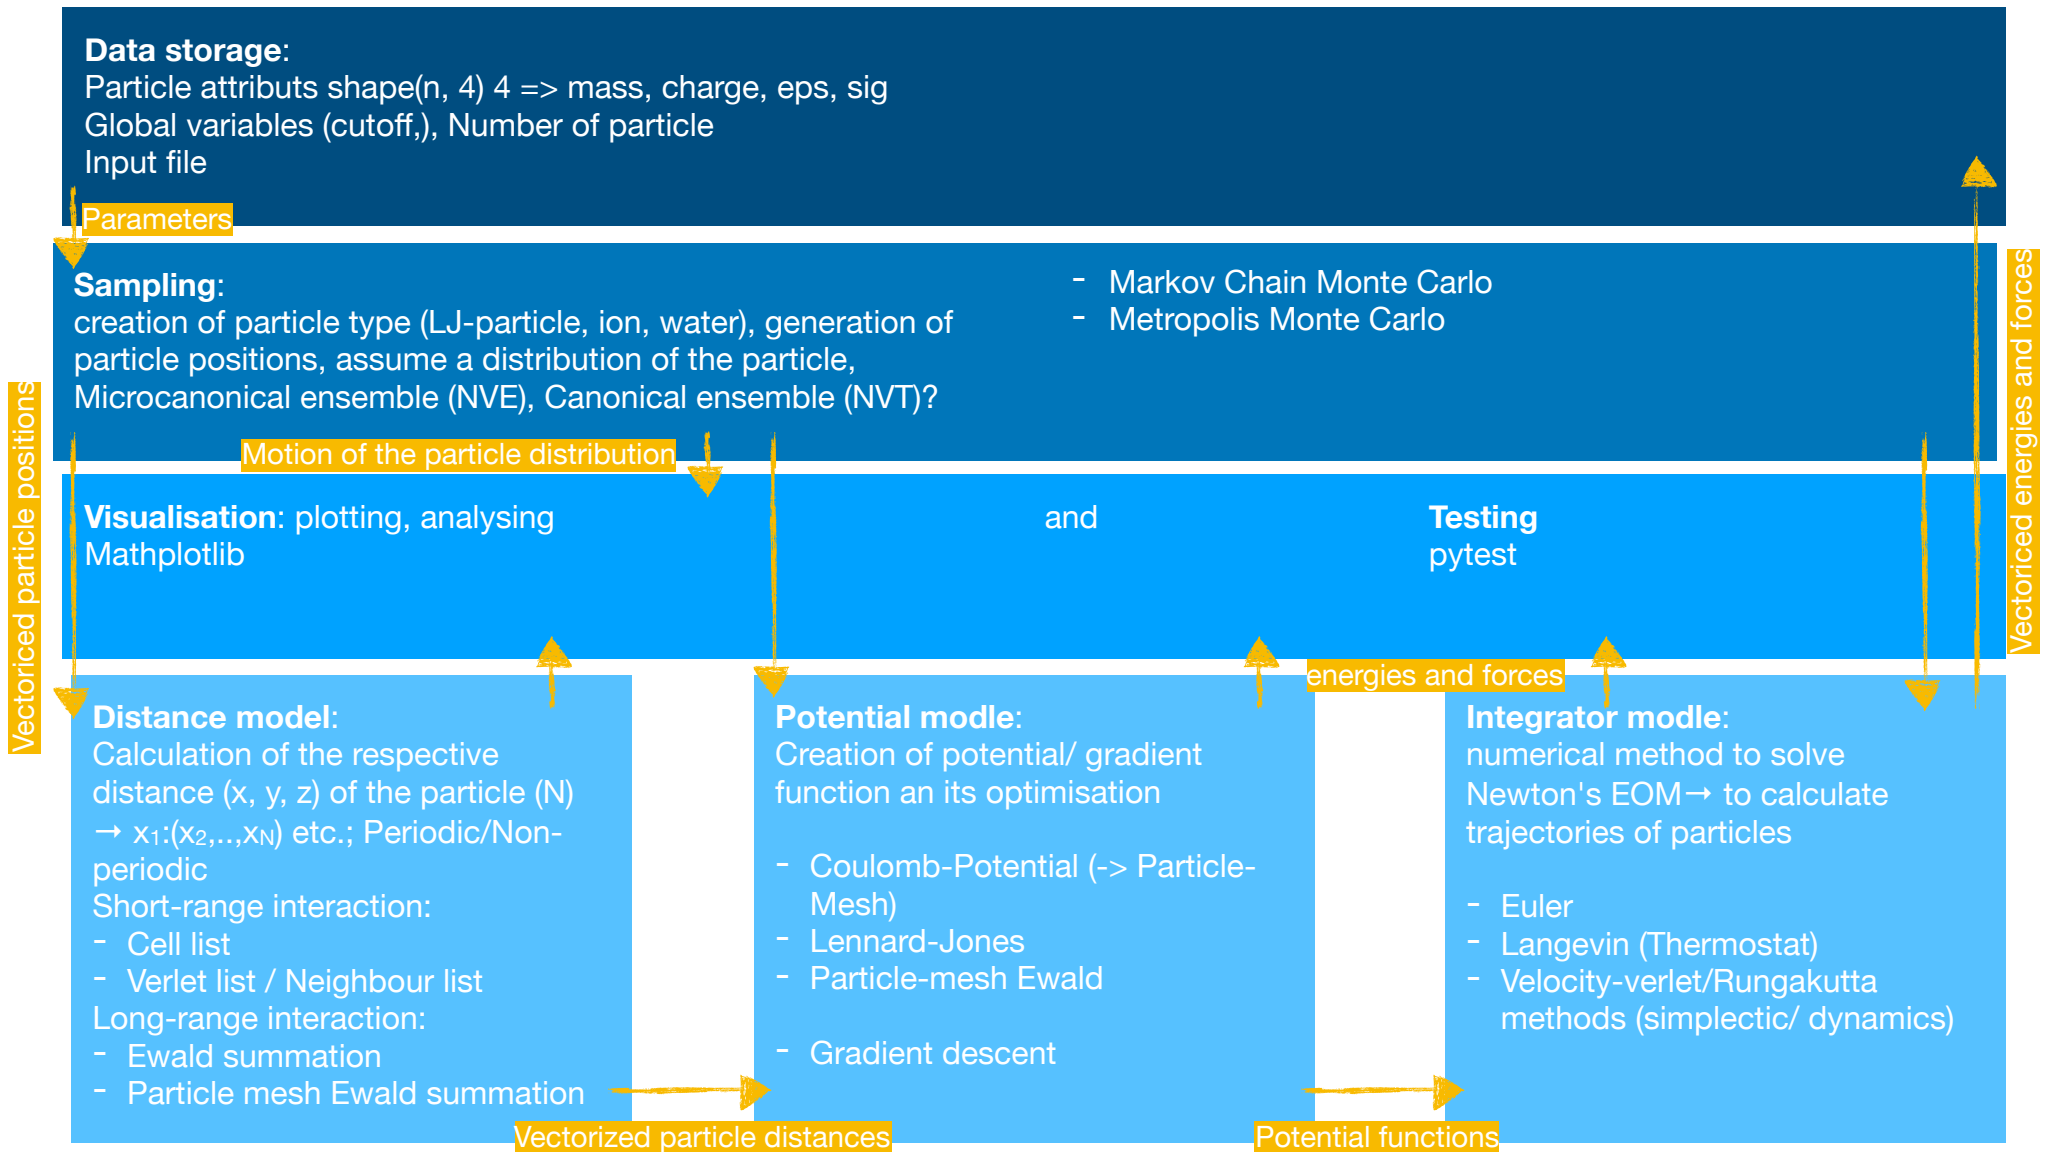 Data storage:
Particle attributs shape(n, 4) 4 => mass, charge, eps, sig
Global variables (cutoff,), Number of particle
Input file
Parameters
Sampling:
creation of particle type (LJ-particle, ion, water), generation of
particle positions, assume a distribution of the particle,
Microcanonical ensemble (NVE), Canonical ensemble (NVT)?
- Markov Chain Monte Carlo
- Metropolis Monte Carlo
Vectoriced energies and forces
Vectoriced particle positions
Motion of the particle distribution
Visualisation: plotting, analysing
Mathplotlib
and
Testing
pytest
energies and forces
Distance model:
Calculation of the respective
distance (x, y, z) of the particle (N)
→ x₁:(x₂,..,x_N) etc.; Periodic/Non-
periodic
Short-range interaction:
- Cell list
- Verlet list / Neighbour list
Long-range interaction:
- Ewald summation
- Particle mesh Ewald summation
Vectorized particle distances
Potential modle:
Creation of potential/ gradient
function an its optimisation
- Coulomb-Potential (-> Particle-
Mesh)
- Lennard-Jones
- Particle-mesh Ewald
- Gradient descent
Potential functions
Integrator modle:
numerical method to solve
Newton's EOM→ to calculate
trajectories of particles
- Euler
- Langevin (Thermostat)
- Velocity-verlet/Rungakutta
methods (simplectic/ dynamics)